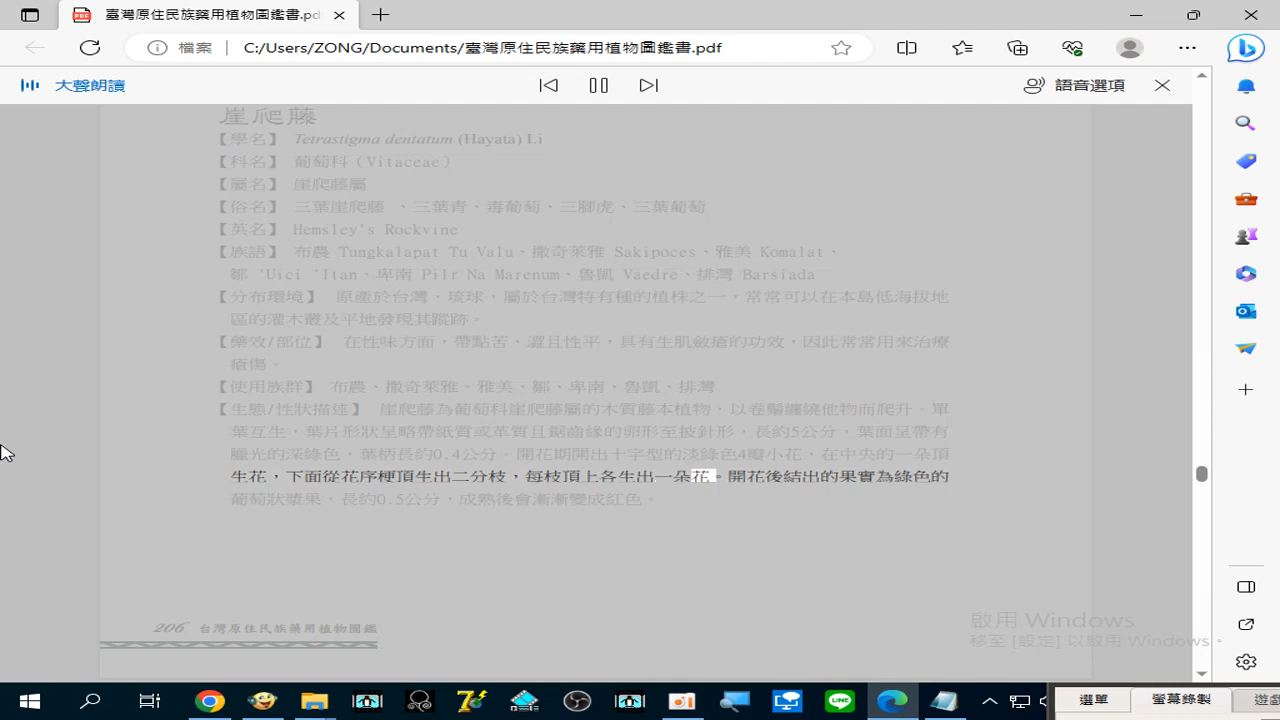 臺灣原住民族藥用植物圖鑑書.pdf
檔案
C:/Users/ZONG/Documents/臺灣原住民族藥用植物圖鑑書.pdf
大聲朗讀
語音選項
崖爬藤
【學名】 Tetrastigma dentatum (Hayata) Li
【科名】 葡萄科（Vitaceae）
【屬名】 崖爬藤屬
【俗名】 三葉崖爬藤 、三葉青、毒葡萄、三腳虎、三葉葡萄
【英名】 Hemsley's Rockvine
【族語】 布農 Tungkalapat Tu Valu、撒奇萊雅 Sakipoces、雅美 Komalat、
鄒 'Uici 'Itan、卑南 Pilr Na Marenum、魯凱 Vaedre、排灣 Barsiada
【分布環境】 原產於台灣、琉球，屬於台灣特有種的植株之一，常常可以在本島低海拔地
區的灌木叢及平地發現其蹤跡。
【藥效/部位】 在性味方面，帶點苦、澀且性平，具有生肌斂瘡的功效，因此常常用來治療
瘡傷。
【使用族群】 布農、撒奇萊雅、雅美、鄒、卑南、魯凱、排灣
【生態/性狀描述】 崖爬藤為葡萄科崖爬藤屬的木質藤本植物，以卷鬚纏繞他物而爬升。單
葉互生，葉片形狀呈略帶紙質或革質且鋸齒緣的卵形至披針形，長約5公分，葉面呈帶有
臘光的深綠色，葉柄長約0.4公分。開花期開出十字型的淡綠色4瓣小花，在中央的一朵頂
生花，下面從花序梗頂生出二分枝，每枝頂上各生出一朵花。開花後結出的果實為綠色的
葡萄狀漿果，長約0.5公分，成熟後會漸漸變成紅色。
206 台灣原住民族藥用植物圖鑑
啟用 Windows
移至 [設定] 以啟用 Windows。
選單
螢幕錄製